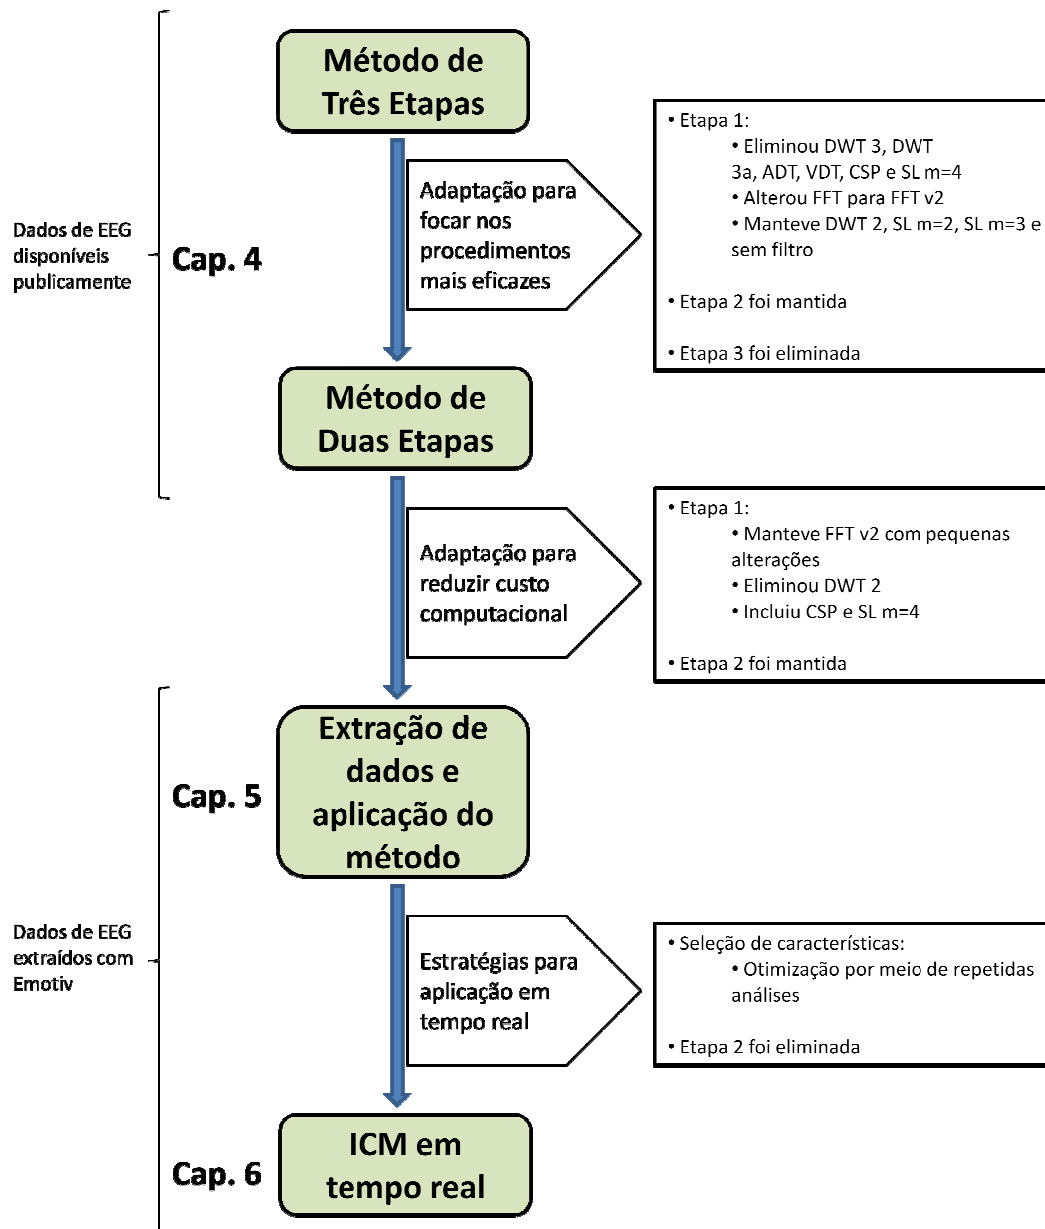 Método de
Três Etapas
Adaptação para
focar nos
procedimentos
mais eficazes
• Etapa 1:
• Eliminou DWT 3, DWT
3a, ADT, VDT, CSP e SL m=4
• Alterou FFT para FFT v2
• Manteve DWT 2, SL m=2, SL m=3 e
sem filtro
• Etapa 2 foi mantida
• Etapa 3 foi eliminada
Dados de EEG
disponíveis
publicamente
Cap. 4
Método de
Duas Etapas
Adaptação para
reduzir custo
computacional
• Etapa 1:
• Manteve FFT v2 com pequenas
alterações
• Eliminou DWT 2
• Incluiu CSP e SL m=4
• Etapa 2 foi mantida
Extração de
dados e
aplicação do
método
Cap. 5
Dados de EEG
extraídos com
Emotiv
Estratégias para
aplicação em
tempo real
• Seleção de características:
• Otimização por meio de repetidas
análises
• Etapa 2 foi eliminada
Cap. 6
ICM em
tempo real